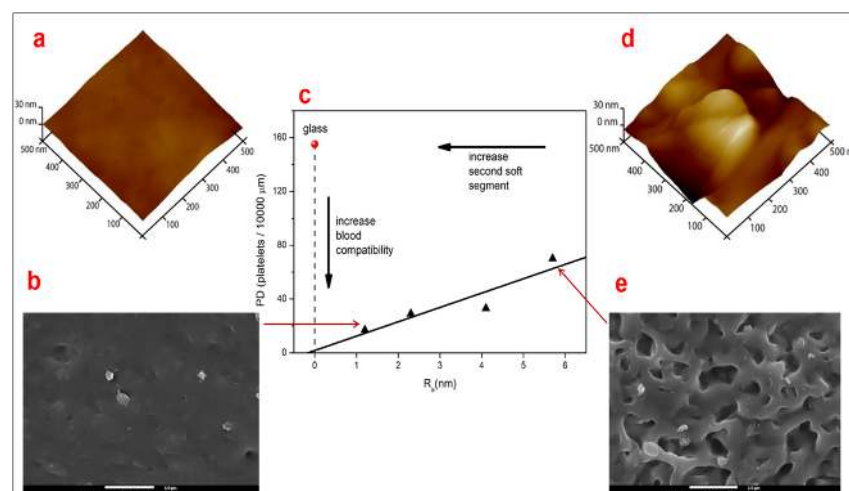 a
30 nm
0 nm
500 nm
400
300
200
100
100
200
300
400
500
b
c
glass
increase
second soft
segment
increase
blood
compatibility
PD (platelets / 10000 μm)
160
120
80
40
0
0 1 2 3 4 5 6
Ra(nm)
d
30 nm
0 nm
500 nm
400
300
200
100
100
200
300
400
500 nm
e